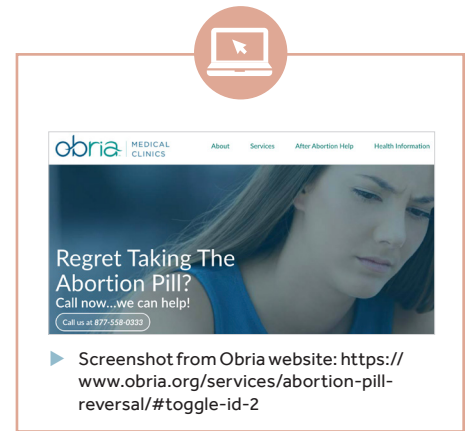 obria MEDICAL CLINICS
About Services After Abortion Help Health Information
Regret Taking The
Abortion Pill?
Call now...we can help!
Call us at 877-558-0333
Screenshot from Obria website: https://
www.obria.org/services/abortion-pill-
reversal/#toggle-id-2